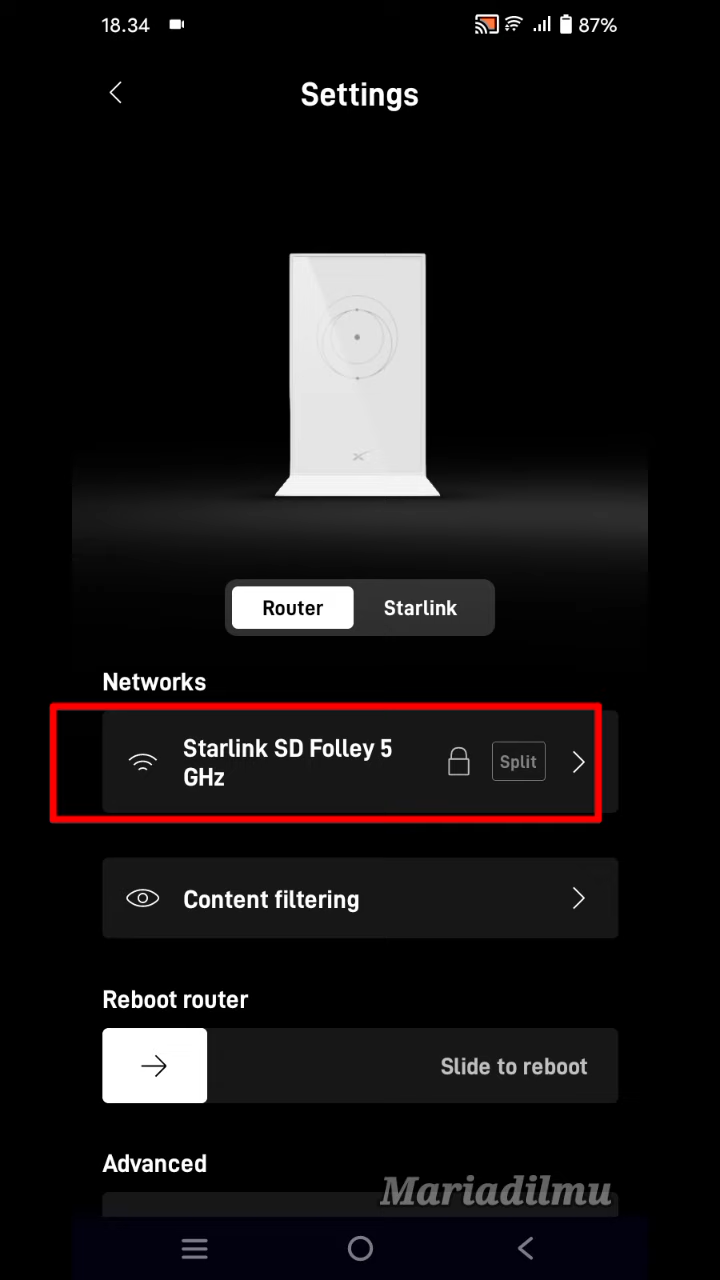 18.34
87%
Settings
Router
Starlink
Networks
Starlink SD Folley 5
GHz
Split
Content filtering
Reboot router
Slide to reboot
Advanced
Mariadilmu